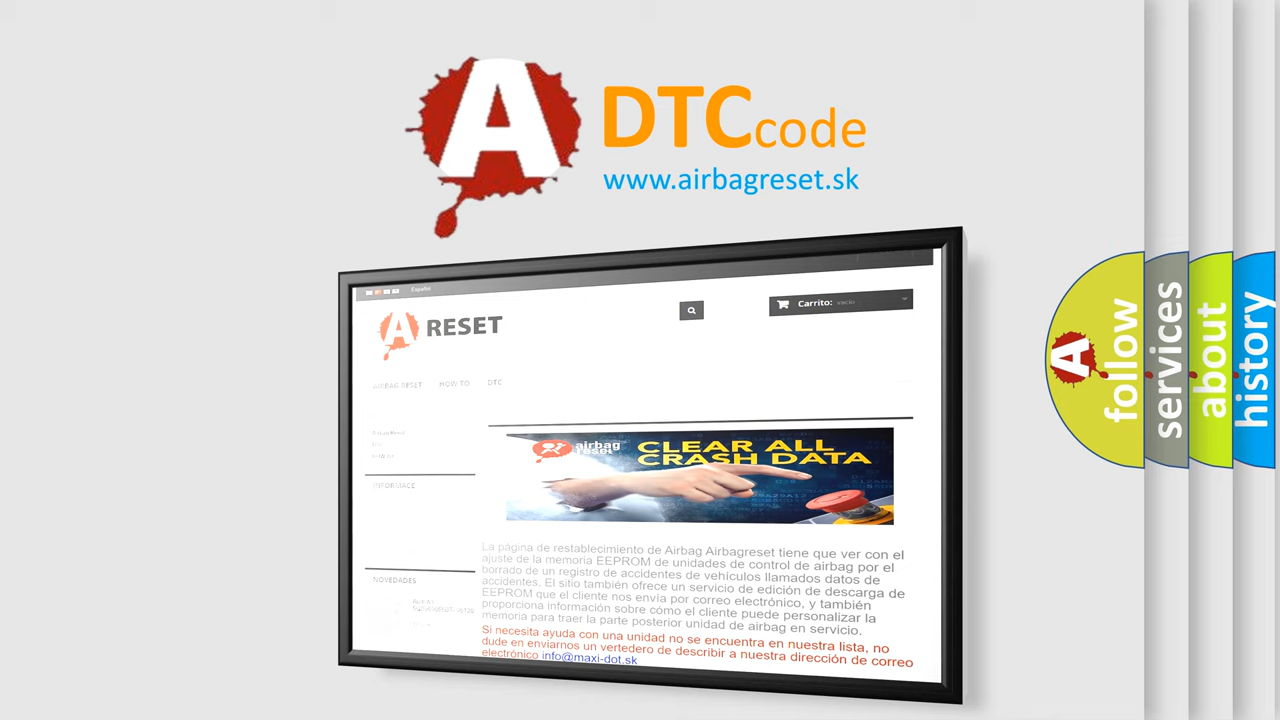 A DTCcode
www.airbagreset.sk
Español
A RESET
Carrito: vacío
AIRBAG RESET HOW TO DTC
HOW TO
INFORMACE
NOVEDADES
airbag
reset
CLEAR ALL
CRASH DATA
La página de restablecimiento de Airbag Airbagreset tiene que ver con el
ajuste de la memoria EEPROM de unidades de control de airbag por el
borrado de un registro de accidentes de vehículos llamados datos de
accidentes. El sitio también ofrece un servicio de edición de descarga de
EEPROM que el cliente nos envía por correo electrónico, y también
proporciona información sobre cómo el cliente puede personalizar la
memoria para traer la parte posterior unidad de airbag en servicio.
Si necesita ayuda con una unidad no se encuentra en nuestra lista, no
dude en enviarnos un vertedero de describir a nuestra dirección de correo
electrónico info@maxi-dot.sk
A follow
services
about
history